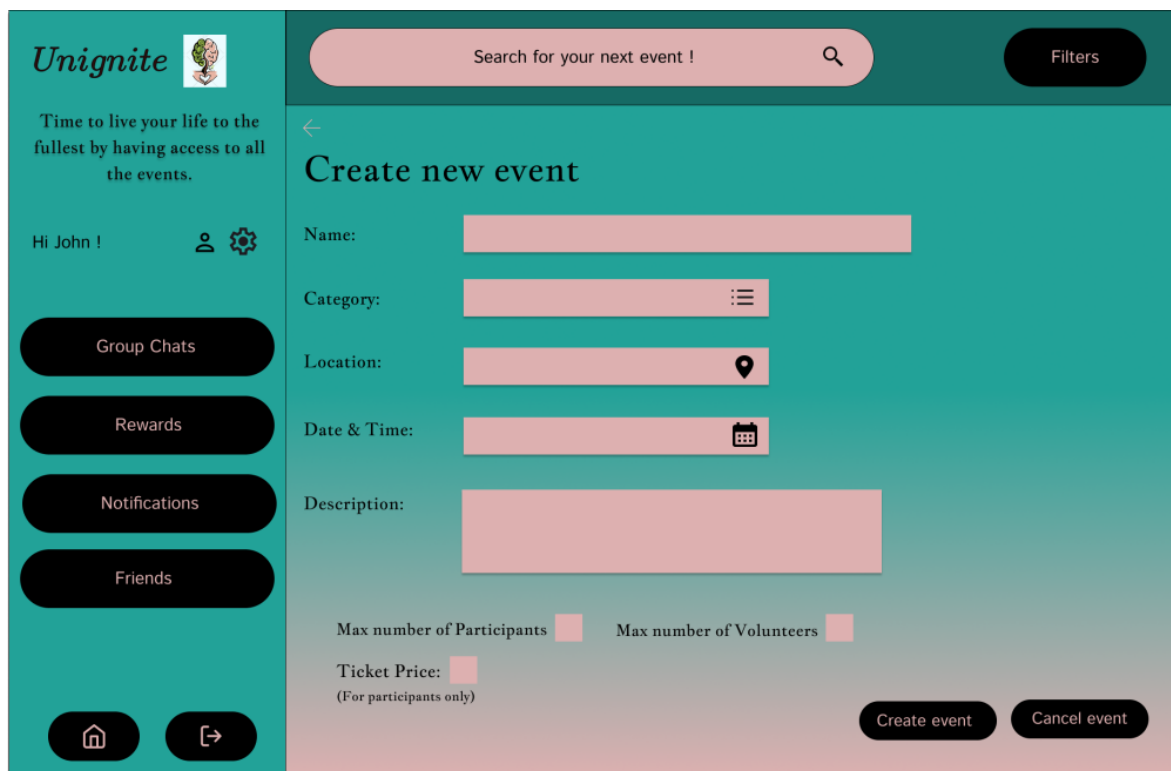 Unignite
Time to live your life to the
fullest by having access to all
the events.
Hi John !
Group Chats
Rewards
Notifications
Friends
Search for your next event !
Filters
Create new event
Name:
Category:
Location:
Date & Time:
Description:
Max number of Participants
Max number of Volunteers
Ticket Price:
(For participants only)
Create event
Cancel event